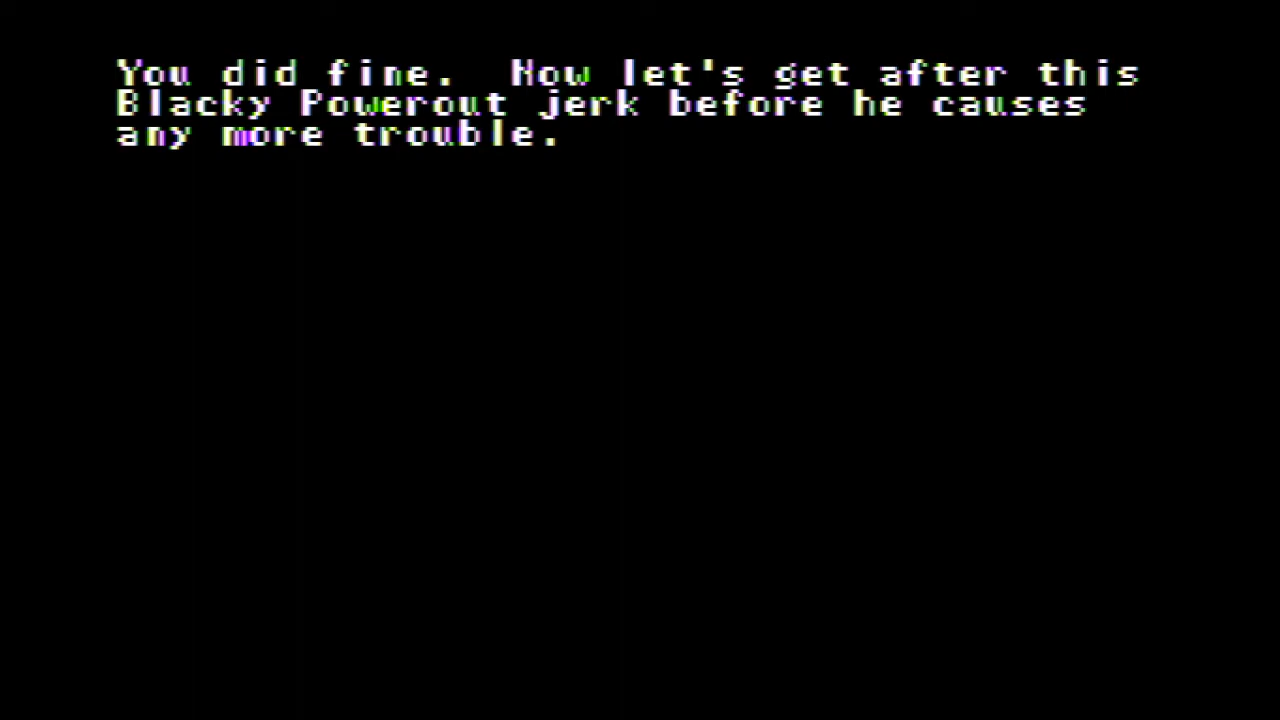 You did fine.  Now let's get after this
Blacky Powerout jerk before he causes
any more trouble.